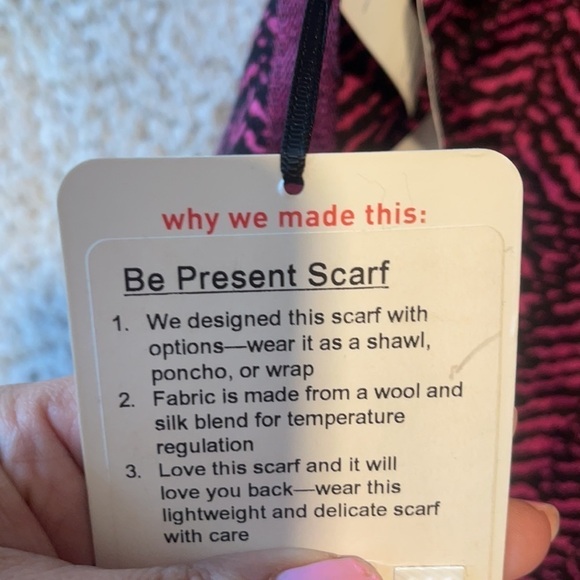 why we made this:
Be Present Scarf
1. We designed this scarf with
options—wear it as a shawl,
poncho, or wrap
2. Fabric is made from a wool and
silk blend for temperature
regulation
3. Love this scarf and it will
love you back—wear this
lightweight and delicate scarf
with care